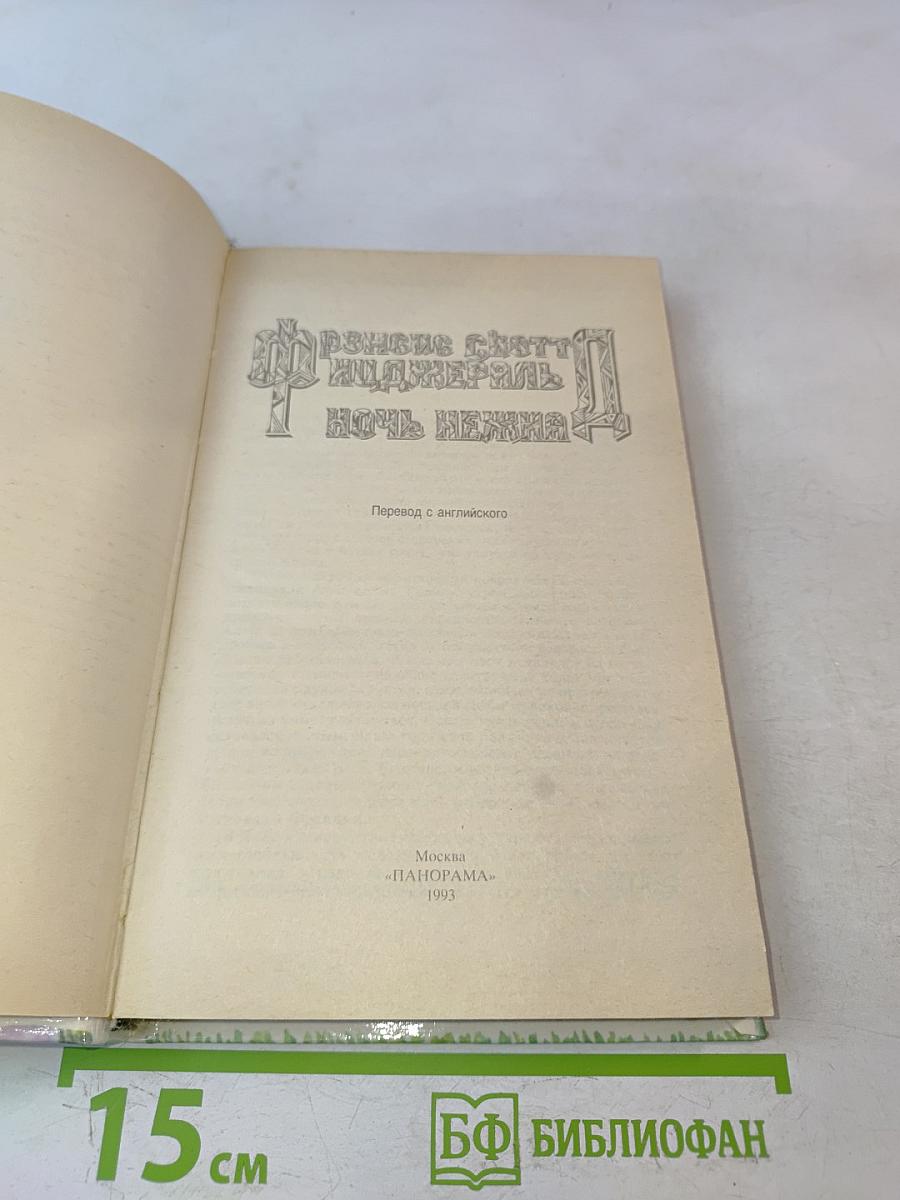 Фрэнсис Скотт
Фицджеральд
Ночь нежна
Перевод с английского
Москва
«ПАНОРАМА»
1993
15 см
БФ БИБЛИОФАН